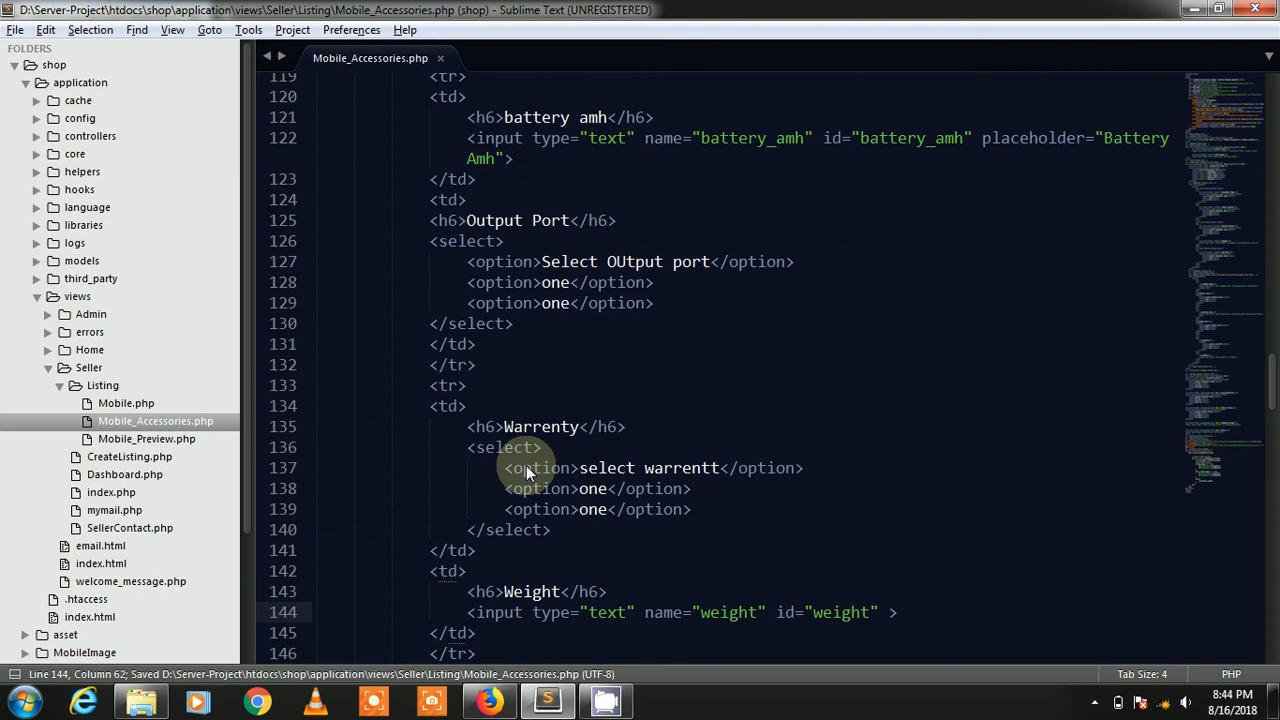 D:\Server-Project\htdocs\shop\application\views\Seller\Listing\Mobile_Accessories.php (shop) - Sublime Text (UNREGISTERED)
File Edit Selection Find View Goto Tools Project Preferences Help
FOLDERS
shop
application
cache
config
controllers
core
helpers
hooks
language
libraries
logs
models
third_party
views
Admin
errors
Home
Seller
Listing
Mobile.php
Mobile_Accessories.php
Mobile_Preview.php
CreateListing.php
Dashboard.php
index.php
mymail.php
SellerContact.php
email.html
index.html
welcome_message.php
.htaccess
index.html
asset
MobileImage
Mobile_Accessories.php
119 <tr>
120 <td>
121 <h6>battery amh</h6>
122 <input type="text" name="battery_amh" id="battery_amh placeholder="Battery
Amh">
123 </td>
124 <td>
125 <h6>Output Port</h6>
126 <select>
127 <option>Select OUtput port</option>
128 <option>one</option>
129 <option>one</option>
130 </select>
131 </td>
132 </tr>
133 <tr>
134 <td>
135 <h6>Warrenty</h6>
136 <select>
137 <option>select warrentt</option>
138 <option>one</option>
139 <option>one</option>
140 </select>
141 </td>
142 <td>
143 <h6>Weight</h6>
144 <input type="text" name="weight" id="weight" >
145 </td>
146 </tr>
Line 144, Column 62; Saved D:\Server-Project\htdocs\shop\application\views\Seller\Listing\Mobile_Accessories.php (UTF-8)
Tab Size: 4
PHP
8:44 PM
8/16/2018